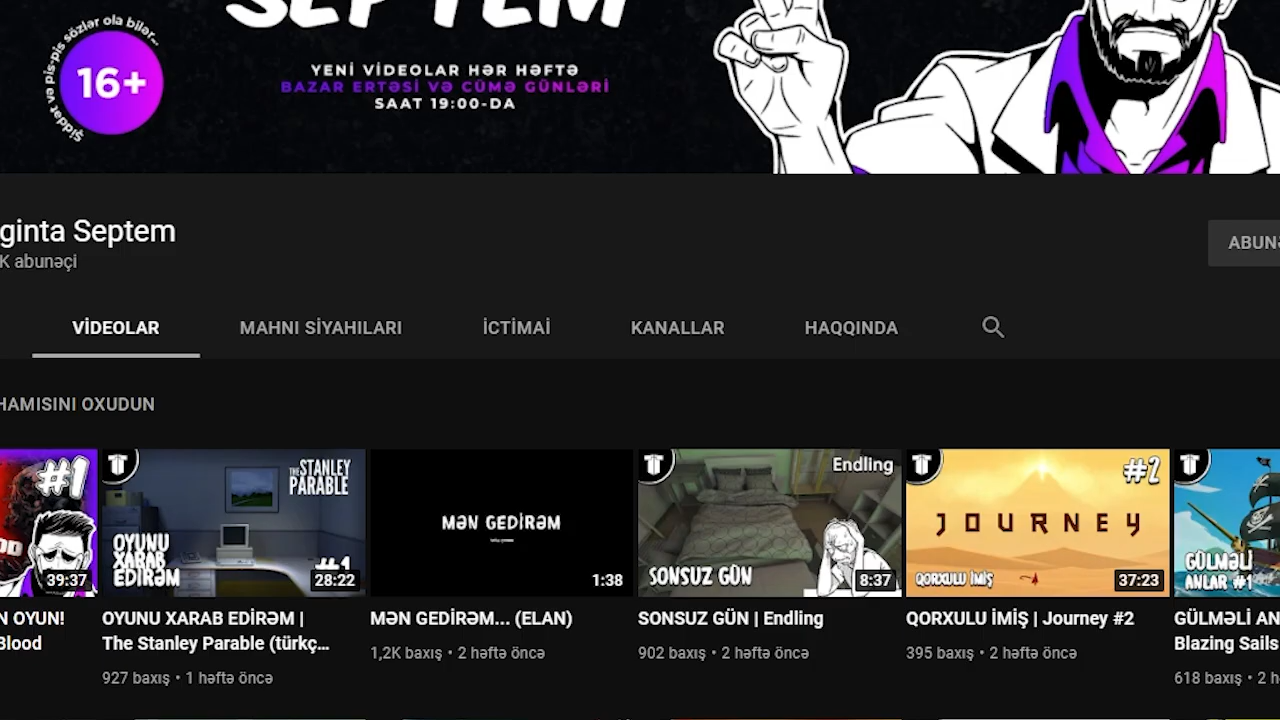 SEPTEM
Şiddət və pis-pis sözlər ola bilər...
16+
YENİ VİDEOLAR HƏR HƏFTƏ
BAZAR ERTƏSİ VƏ CÜMƏ GÜNLƏRİ
SAAT 19:00-DA
ginta Septem
K abunəçi
ABUNƏ
VİDEOLAR
MAHNI SİYAHILARI
İCTİMAİ
KANALLAR
HAQQINDA
HAMISINI OXUDUN
#1
39:37
THE STANLEY
PARABLE
OYUNU
XARAB
EDİRƏM
#1
28:22
MƏN GEDİRƏM
1:38
Endling
SONSUZ GÜN
8:37
#2
JOURNEY
QORXULU İMİŞ
37:23
GÜLMƏLİ
ANLAR #1
N OYUN!
Blood
OYUNU XARAB EDİRƏM |
The Stanley Parable (türkç...
927 baxış • 1 həftə öncə
MƏN GEDİRƏM... (ELAN)
1,2K baxış • 2 həftə öncə
SONSUZ GÜN | Endling
902 baxış • 2 həftə öncə
QORXULU İMİŞ | Journey #2
395 baxış • 2 həftə öncə
GÜLMƏLİ AN
Blazing Sails
618 baxış • 2 h